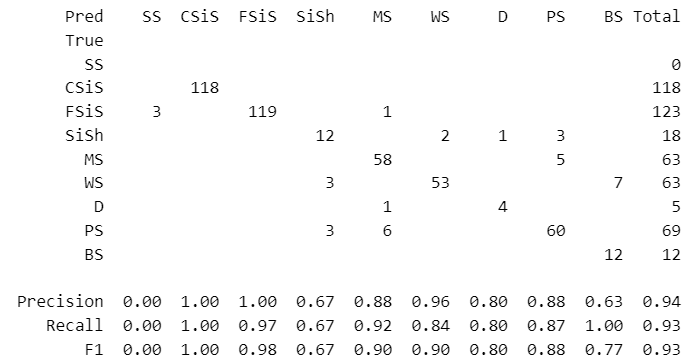 Pred SS CSiS FSiS SiSh MS WS D PS BS Total
True
SS 0
CSiS 118 118
FSiS 3 119 1 123
SiSh 12 2 1 3 18
MS 58 5 63
WS 3 53 7 63
D 1 4 5
PS 3 6 60 69
BS 12 12
Precision 0.00 1.00 1.00 0.67 0.88 0.96 0.80 0.88 0.63 0.94
Recall 0.00 1.00 0.97 0.67 0.92 0.84 0.80 0.87 1.00 0.93
F1 0.00 1.00 0.98 0.67 0.90 0.90 0.80 0.88 0.77 0.93